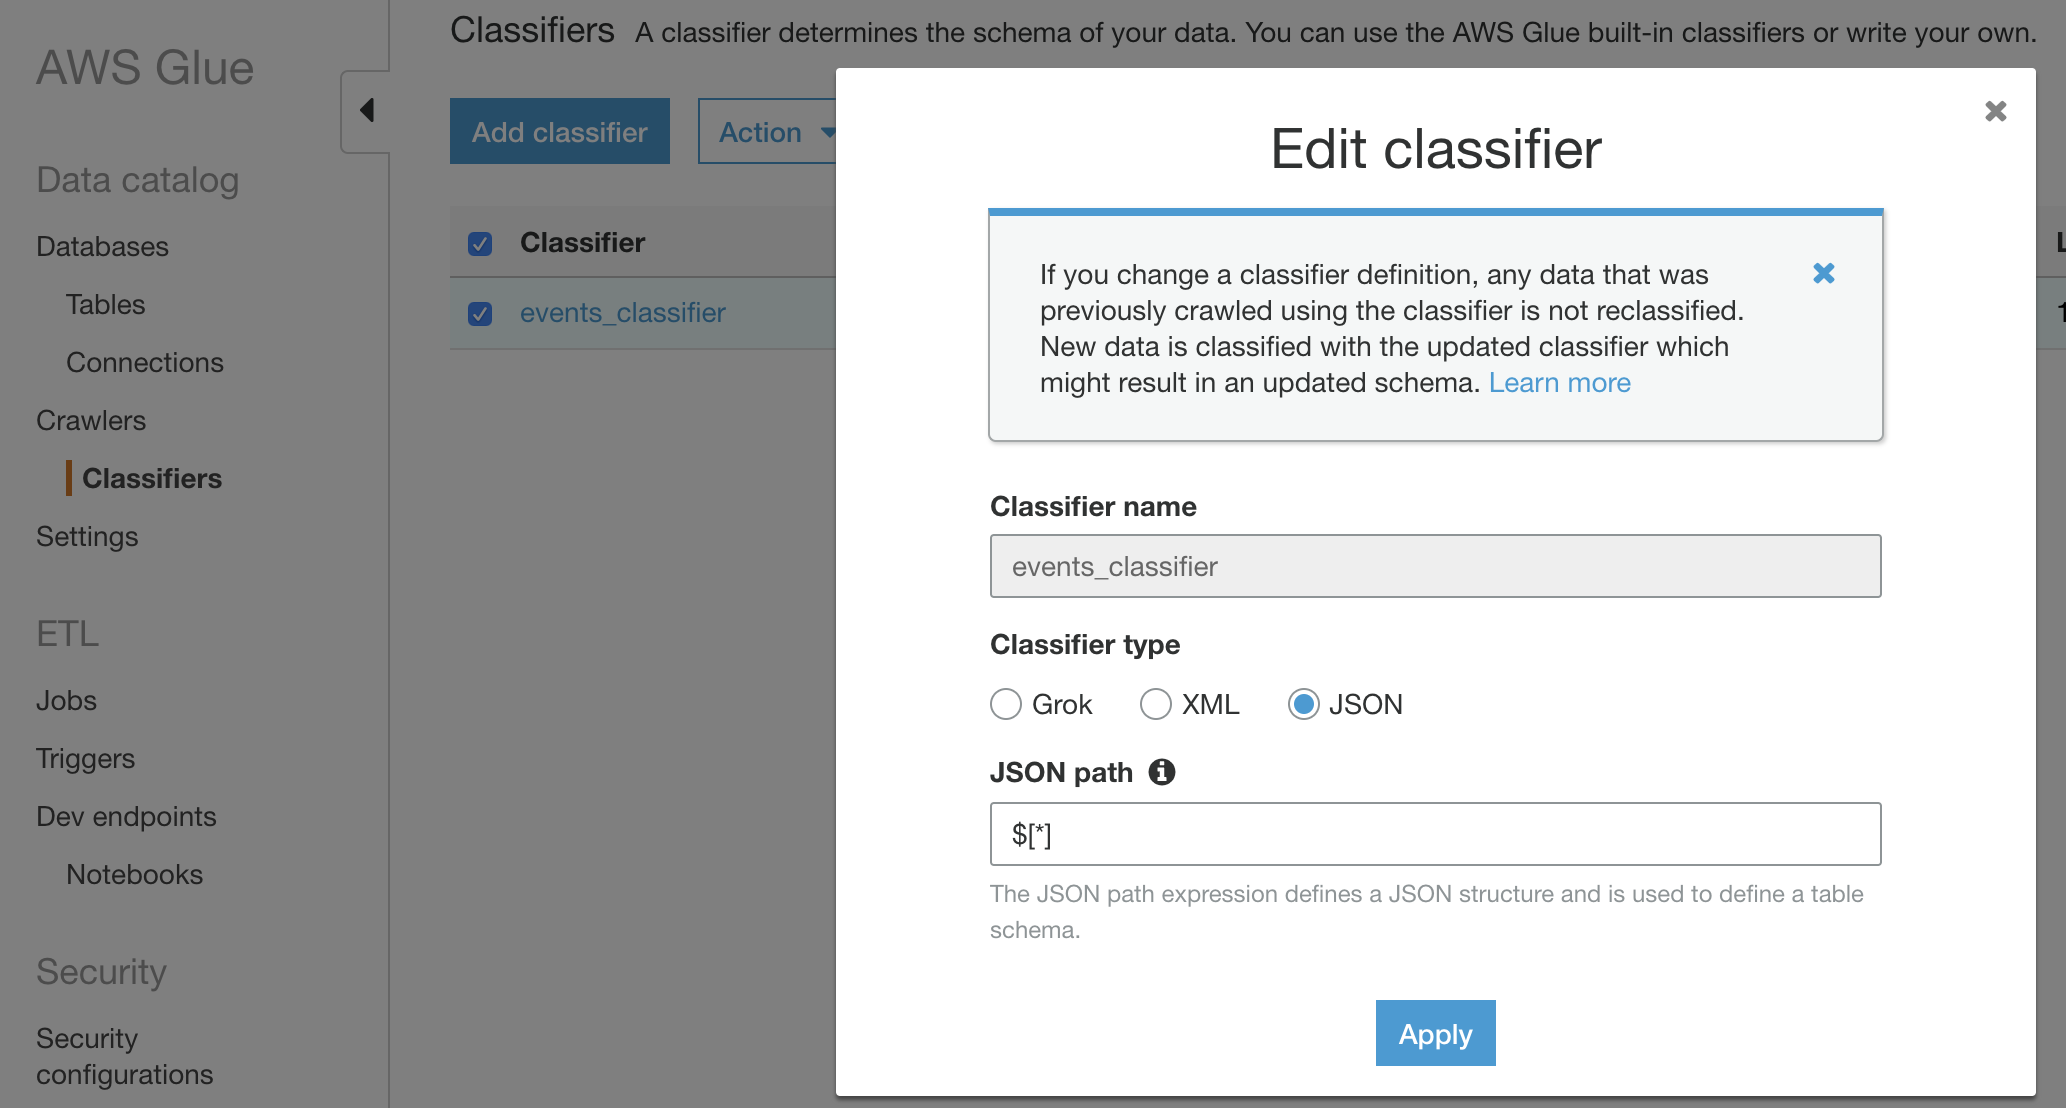 AWS Glue
Data catalog
Databases
Tables
Connections
Crawlers
Classifiers
Settings
ETL
Jobs
Triggers
Dev endpoints
Notebooks
Security
Security
configurations
Classifiers A classifier determines the schema of your data. You can use the AWS Glue built-in classifiers or write your own.
Add classifier
Action
Classifier
events_classifier
Edit classifier
If you change a classifier definition, any data that was
previously crawled using the classifier is not reclassified.
New data is classified with the updated classifier which
might result in an updated schema. Learn more
Classifier name
events_classifier
Classifier type
Grok XML JSON
JSON path
$[*]
The JSON path expression defines a JSON structure and is used to define a table
schema.
Apply